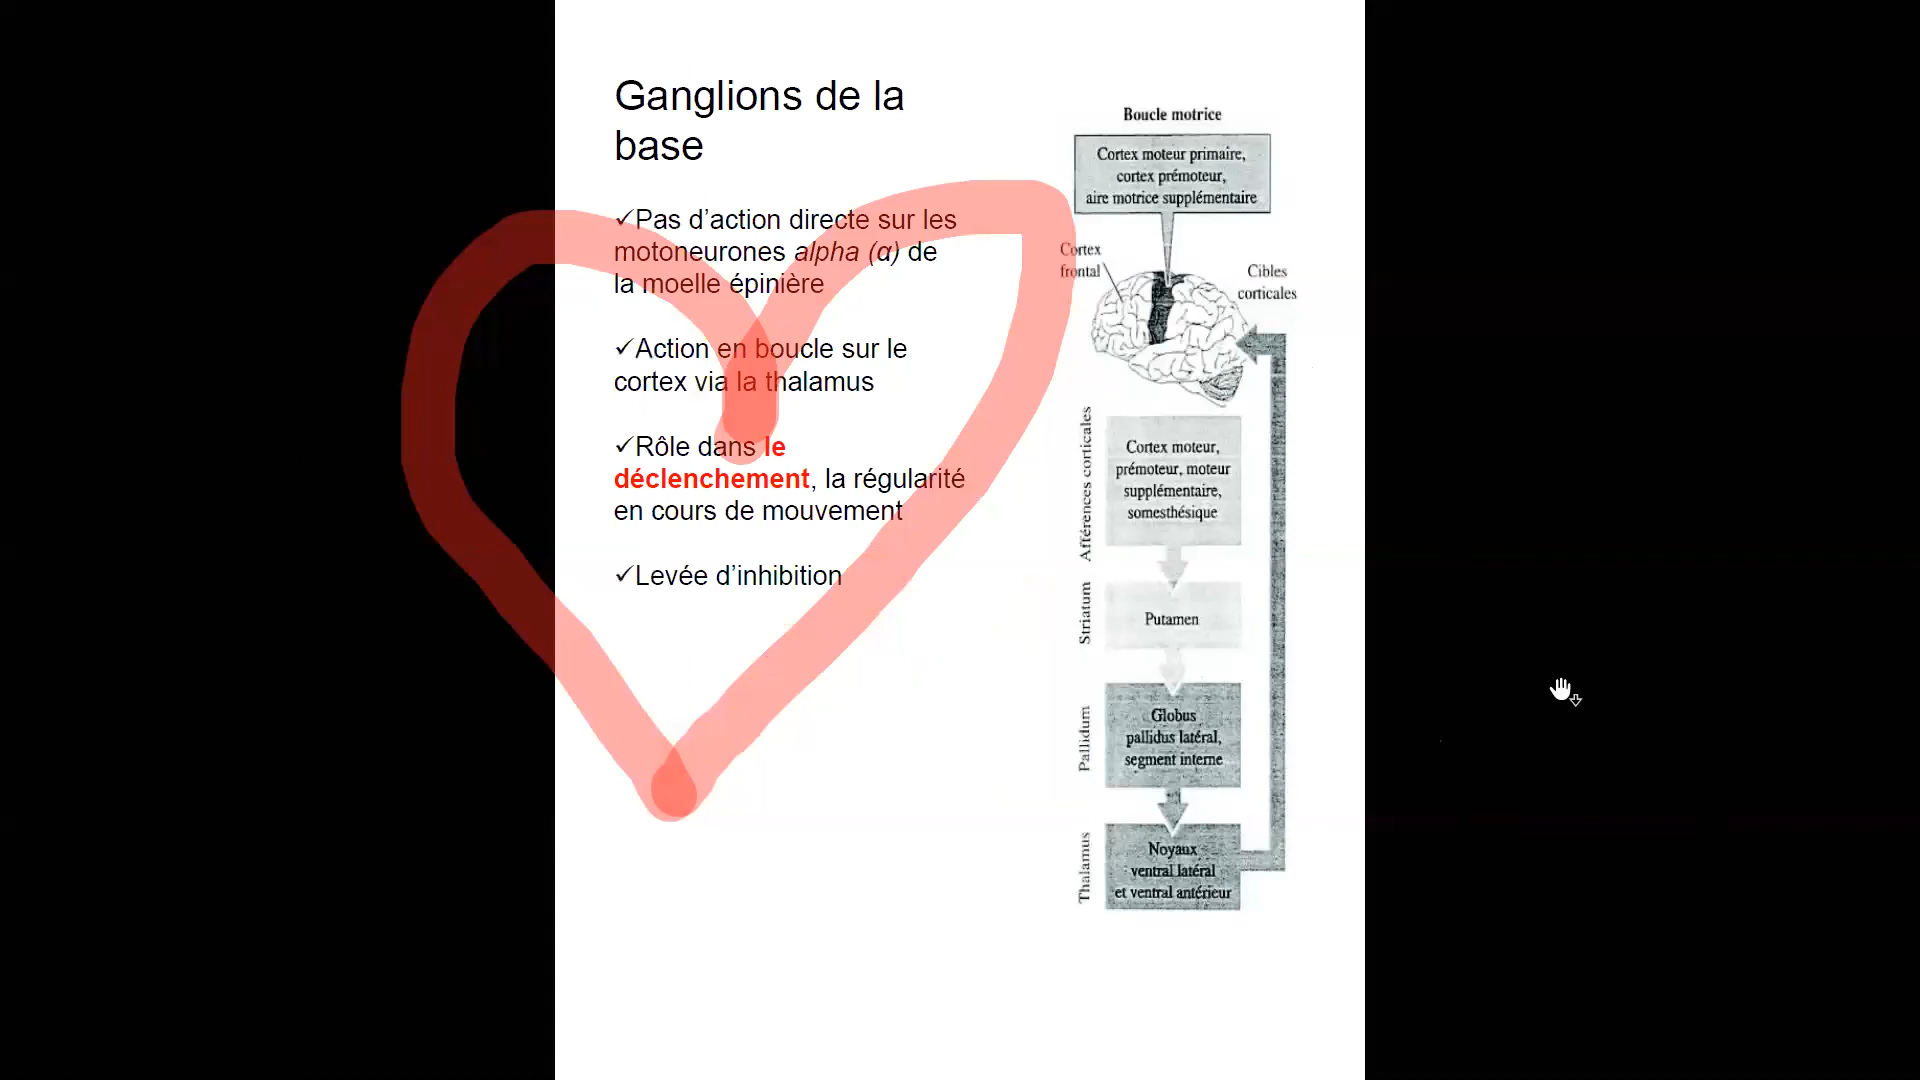 Ganglions de la
base
✓Pas d’action directe sur les
motoneurones alpha (α) de
la moelle épinière
✓Action en boucle sur le
cortex via la thalamus
✓Rôle dans le
déclenchement, la régularité
en cours de mouvement
✓Levée d’inhibition
Boucle motrice
Cortex moteur primaire,
cortex prémoteur,
aire motrice supplémentaire
Cortex
frontal
Cibles
corticales
Afférences corticales
Cortex moteur,
prémoteur, moteur
supplémentaire,
somesthésique
Striatum
Putamen
Pallidum
Globus
pallidus latéral,
segment interne
Thalamus
Noyaux
ventral latéral
et ventral antérieur